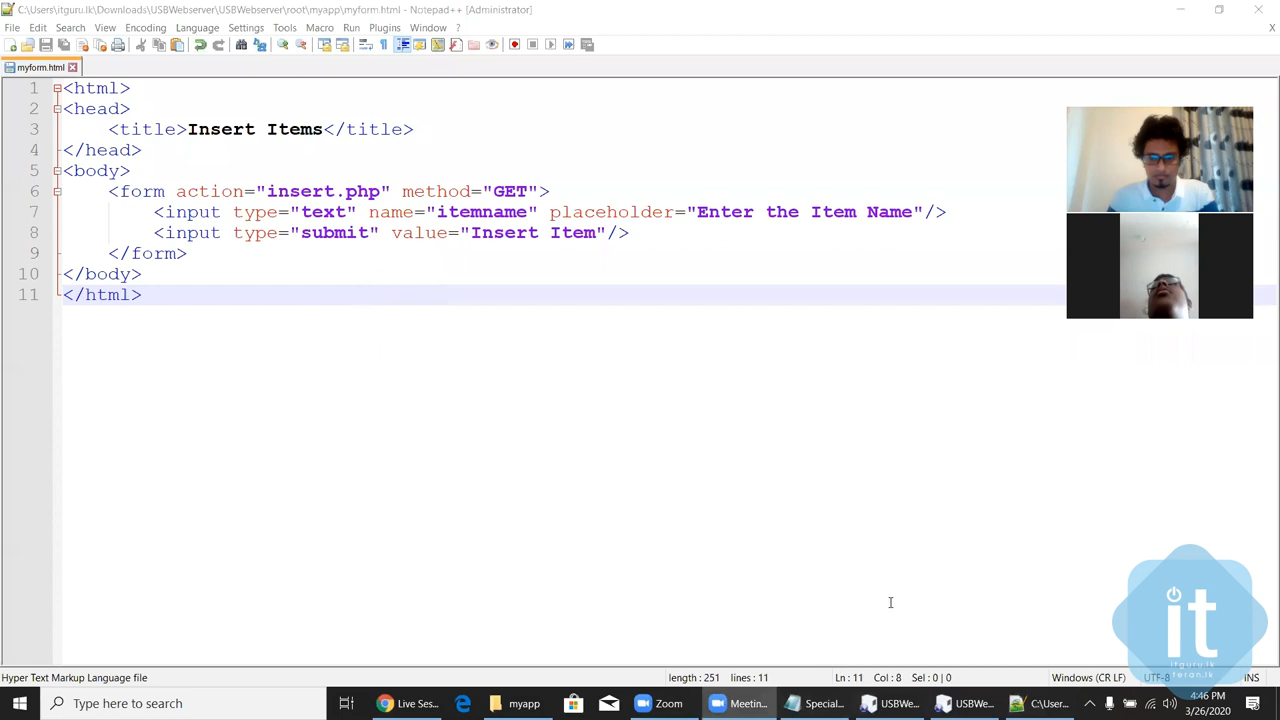 C:\Users\itguru.lk\Downloads\USBWebserver\USBWebserver\root\myapp\myform.html - Notepad++ [Administrator]
File Edit Search View Encoding Language Settings Tools Macro Run Plugins Window ? X
myform.html
1 <html>
2 <head>
3 <title>Insert Items</title>
4 </head>
5 <body>
6 <form action="insert.php" method="GET">
7 <input type="text" name="itemname" placeholder="Enter the Item Name"/>
8 <input type="submit" value="Insert Item"/>
9 </form>
10 </body>
11 </html>
it
itguru.lk
teran.lk
Hyper Text Markup Language file length : 251 lines : 11 Ln : 11 Col : 8 Sel : 0 | 0 Windows (CR LF) UTF-8 INS
Type here to search Live Ses... myapp Zoom Meetin... Special... USBWe... USBWe... C:\User... 4:46 PM
3/26/2020